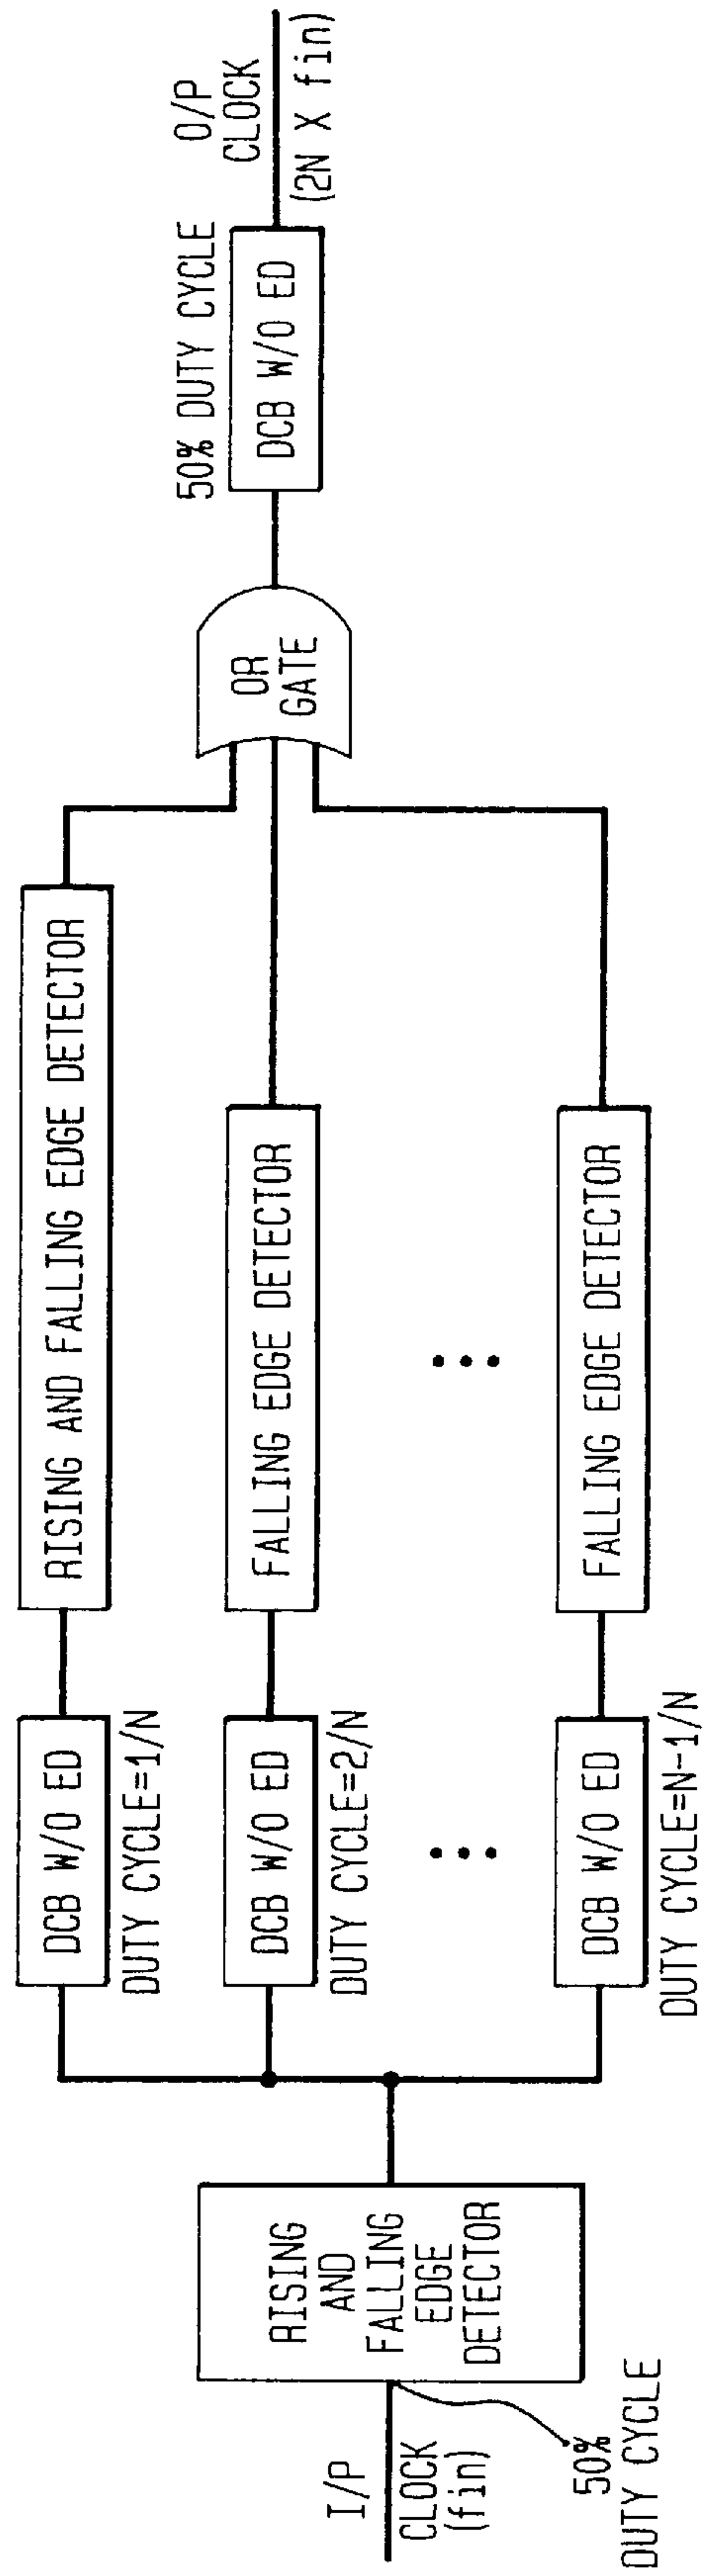 I/P
CLOCK
(fin)
50%
DUTY CYCLE
RISING
AND
FALLING
EDGE
DETECTOR
DCB W/O ED
DUTY CYCLE=1/N
RISING AND FALLING EDGE DETECTOR
DCB W/O ED
DUTY CYCLE=2/N
FALLING EDGE DETECTOR
DCB W/O ED
DUTY CYCLE=N-1/N
FALLING EDGE DETECTOR
OR
GATE
50% DUTY CYCLE
DCB W/O ED
O/P
CLOCK
(2N X fin)